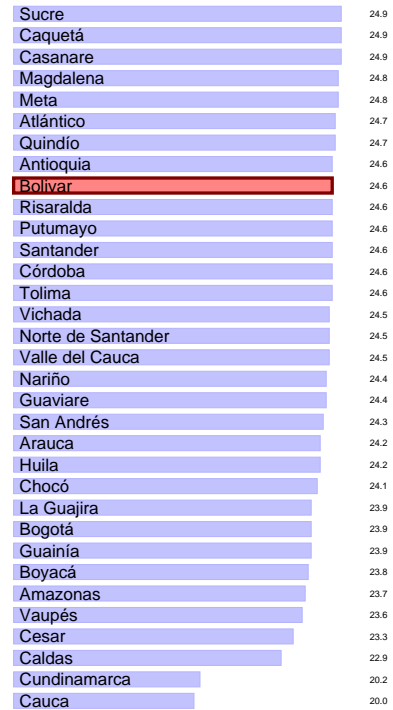 Sucre 24.9
Caquetá 24.9
Casanare 24.9
Magdalena 24.8
Meta 24.8
Atlántico 24.7
Quindío 24.7
Antioquia 24.6
Bolivar 24.6
Risaralda 24.6
Putumayo 24.6
Santander 24.6
Córdoba 24.6
Tolima 24.6
Vichada 24.5
Norte de Santander 24.5
Valle del Cauca 24.5
Nariño 24.4
Guaviare 24.4
San Andrés 24.3
Arauca 24.2
Huila 24.2
Chocó 24.1
La Guajira 23.9
Bogotá 23.9
Guainía 23.9
Boyacá 23.8
Amazonas 23.7
Vaupés 23.6
Cesar 23.3
Caldas 22.9
Cundinamarca 20.2
Cauca 20.0